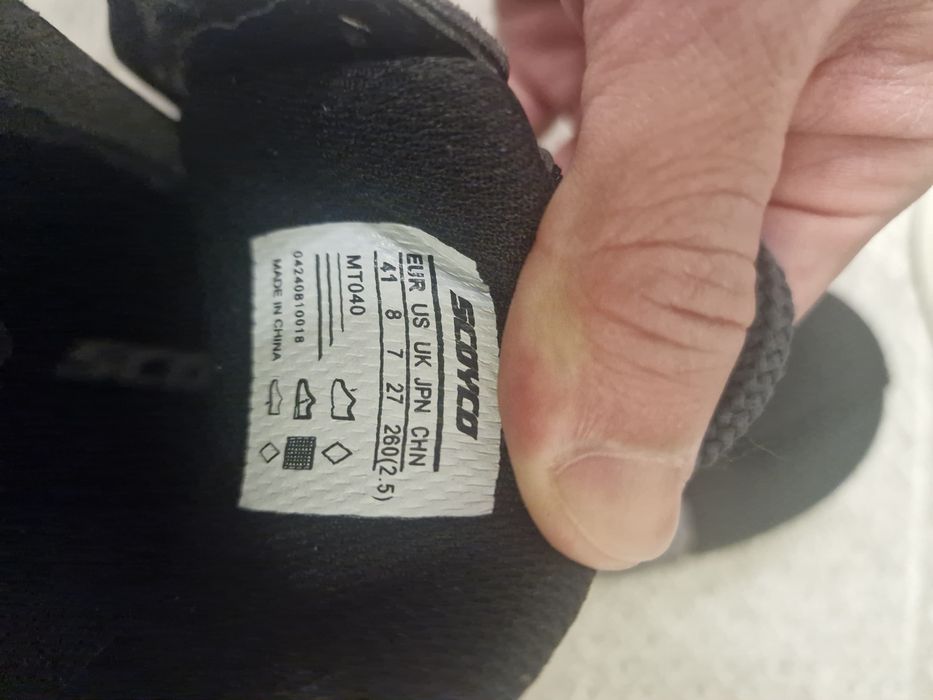 SCOYCO
EUR US UK JPN CHN
41 8 7 27 260(2.5)
MT040
04240810018
MADE IN CHINA